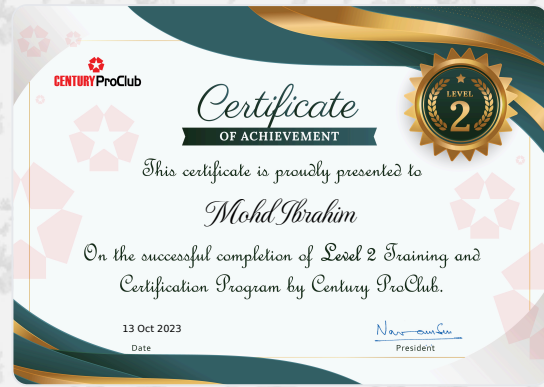 CENTURY ProClub
Certificate
OF ACHIEVEMENT
LEVEL
2
This certificate is proudly presented to
Mohd Ibrahim
On the successful completion of Level 2 Training and
Certification Program by Century ProClub.
13 Oct 2023
Date
President